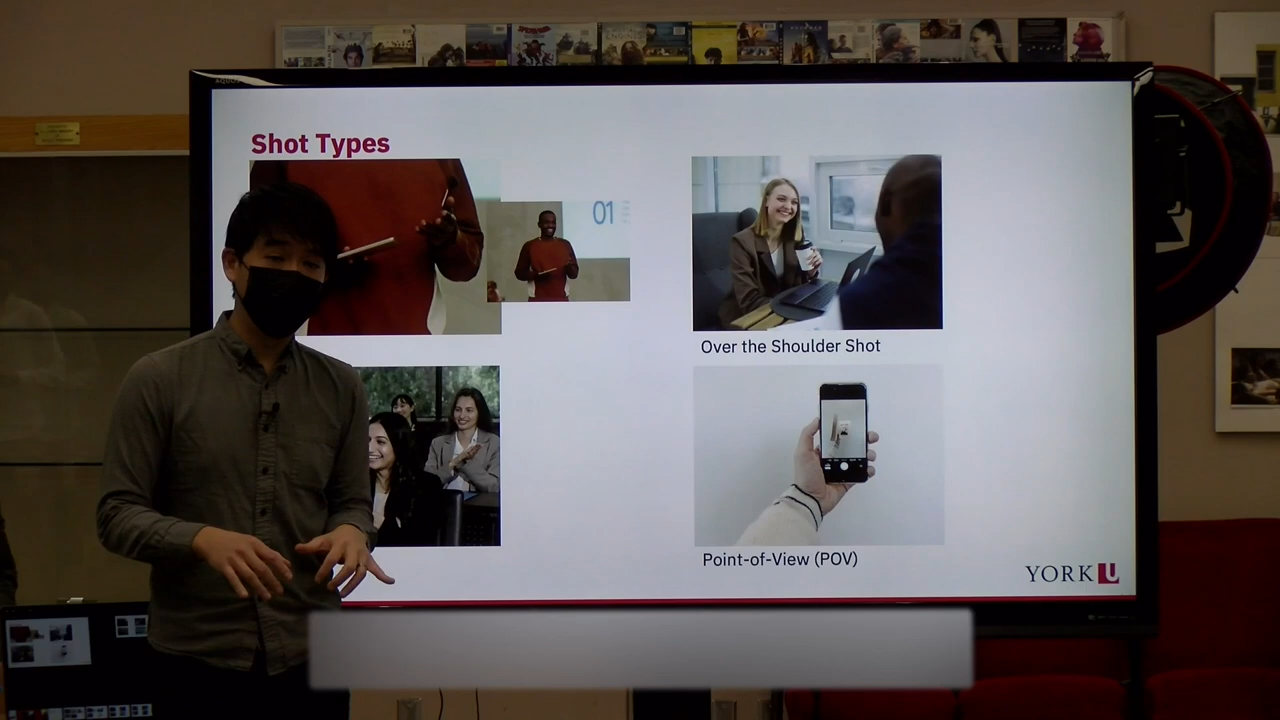 Shot Types
01
Over the Shoulder Shot
Point-of-View (POV)
YORK U